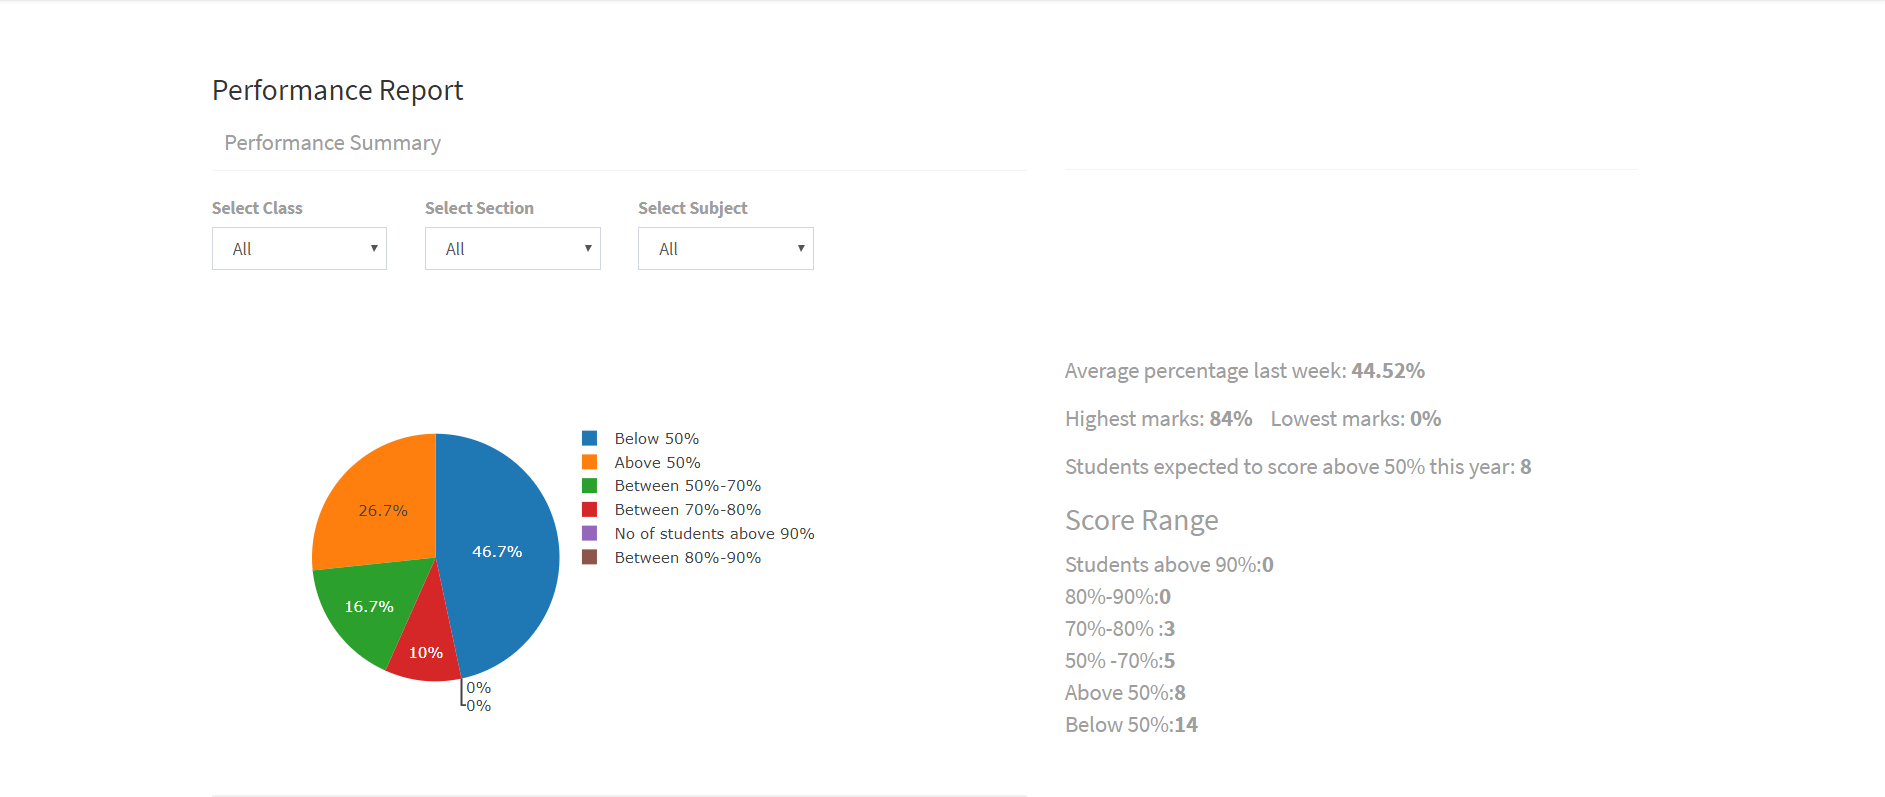 Performance Report
Performance Summary
Select Class
Select Section
Select Subject
All
All
All
Below 50%
Above 50%
Between 50%-70%
Between 70%-80%
No of students above 90%
Between 80%-90%
26.7%
46.7%
16.7%
10%
0%
0%
Average percentage last week: 44.52%
Highest marks: 84% Lowest marks: 0%
Students expected to score above 50% this year: 8
Score Range
Students above 90%:0
80%-90%:0
70%-80% :3
50% -70%:5
Above 50%:8
Below 50%:14